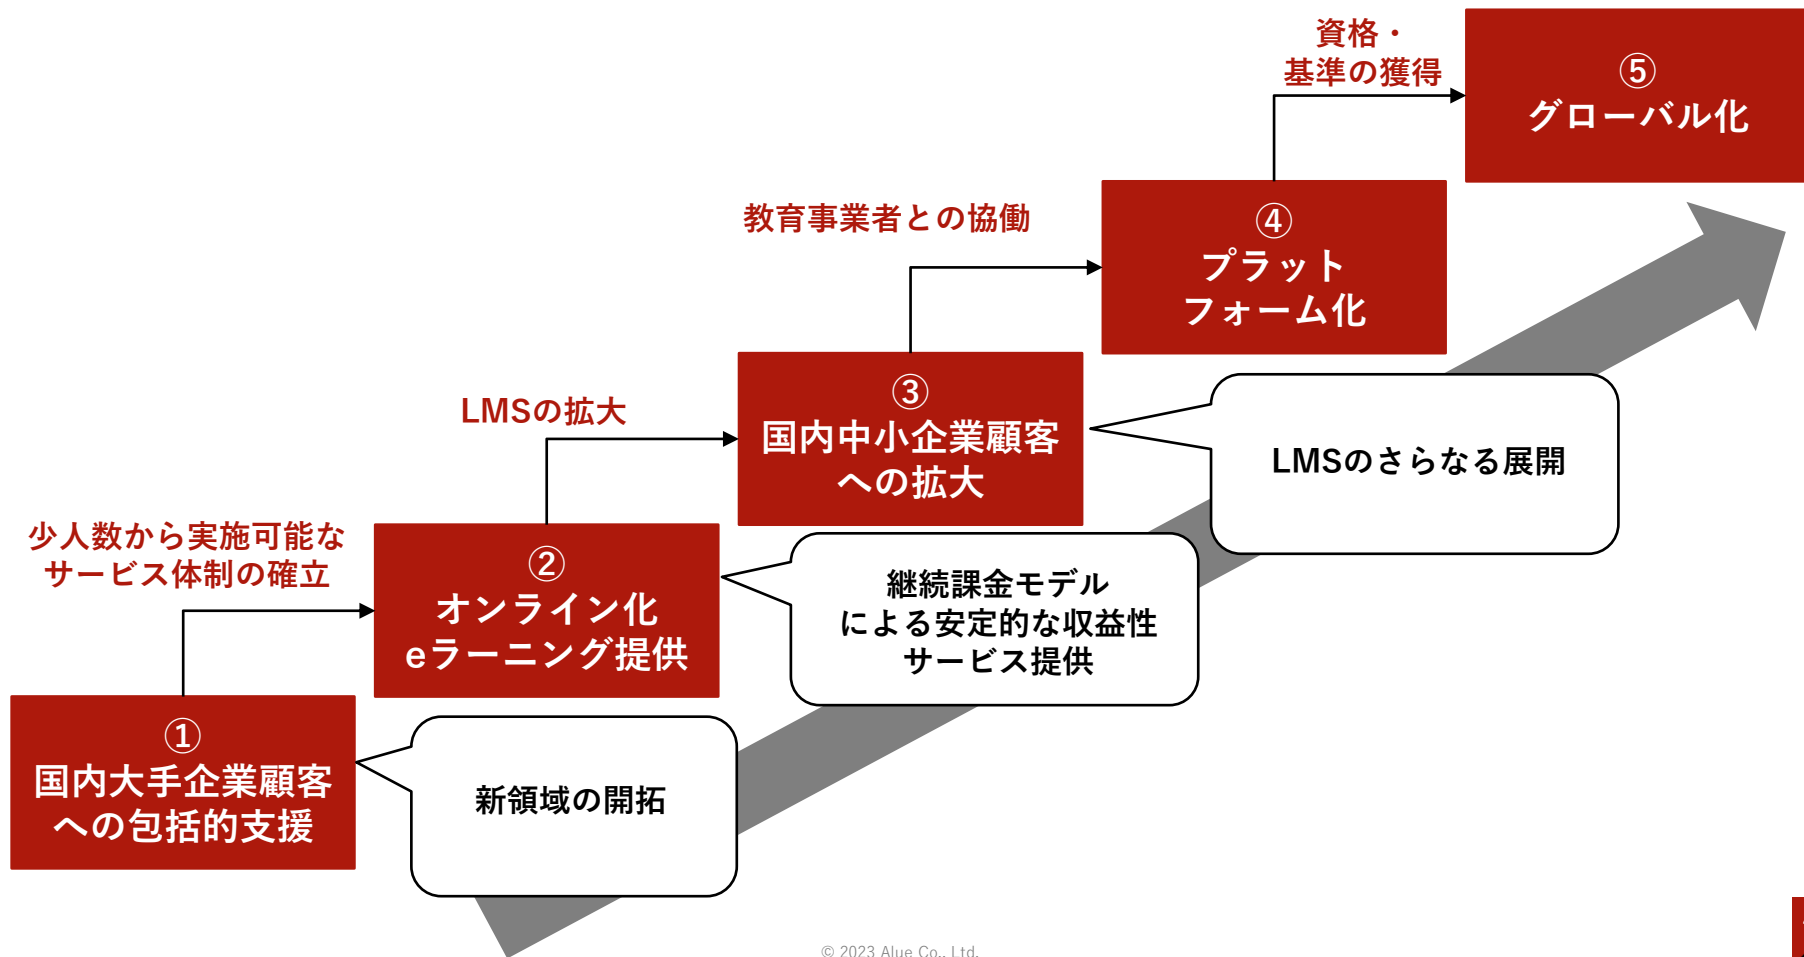 ①
国内大手企業顧客
への包括的支援
新領域の開拓
少人数から実施可能な
サービス体制の確立
②
オンライン化
eラーニング提供
継続課金モデル
による安定的な収益性
サービス提供
LMSの拡大
③
国内中小企業顧客
への拡大
LMSのさらなる展開
教育事業者との協働
④
プラット
フォーム化
資格・
基準の獲得
⑤
グローバル化
© 2023 Alue Co., Ltd.